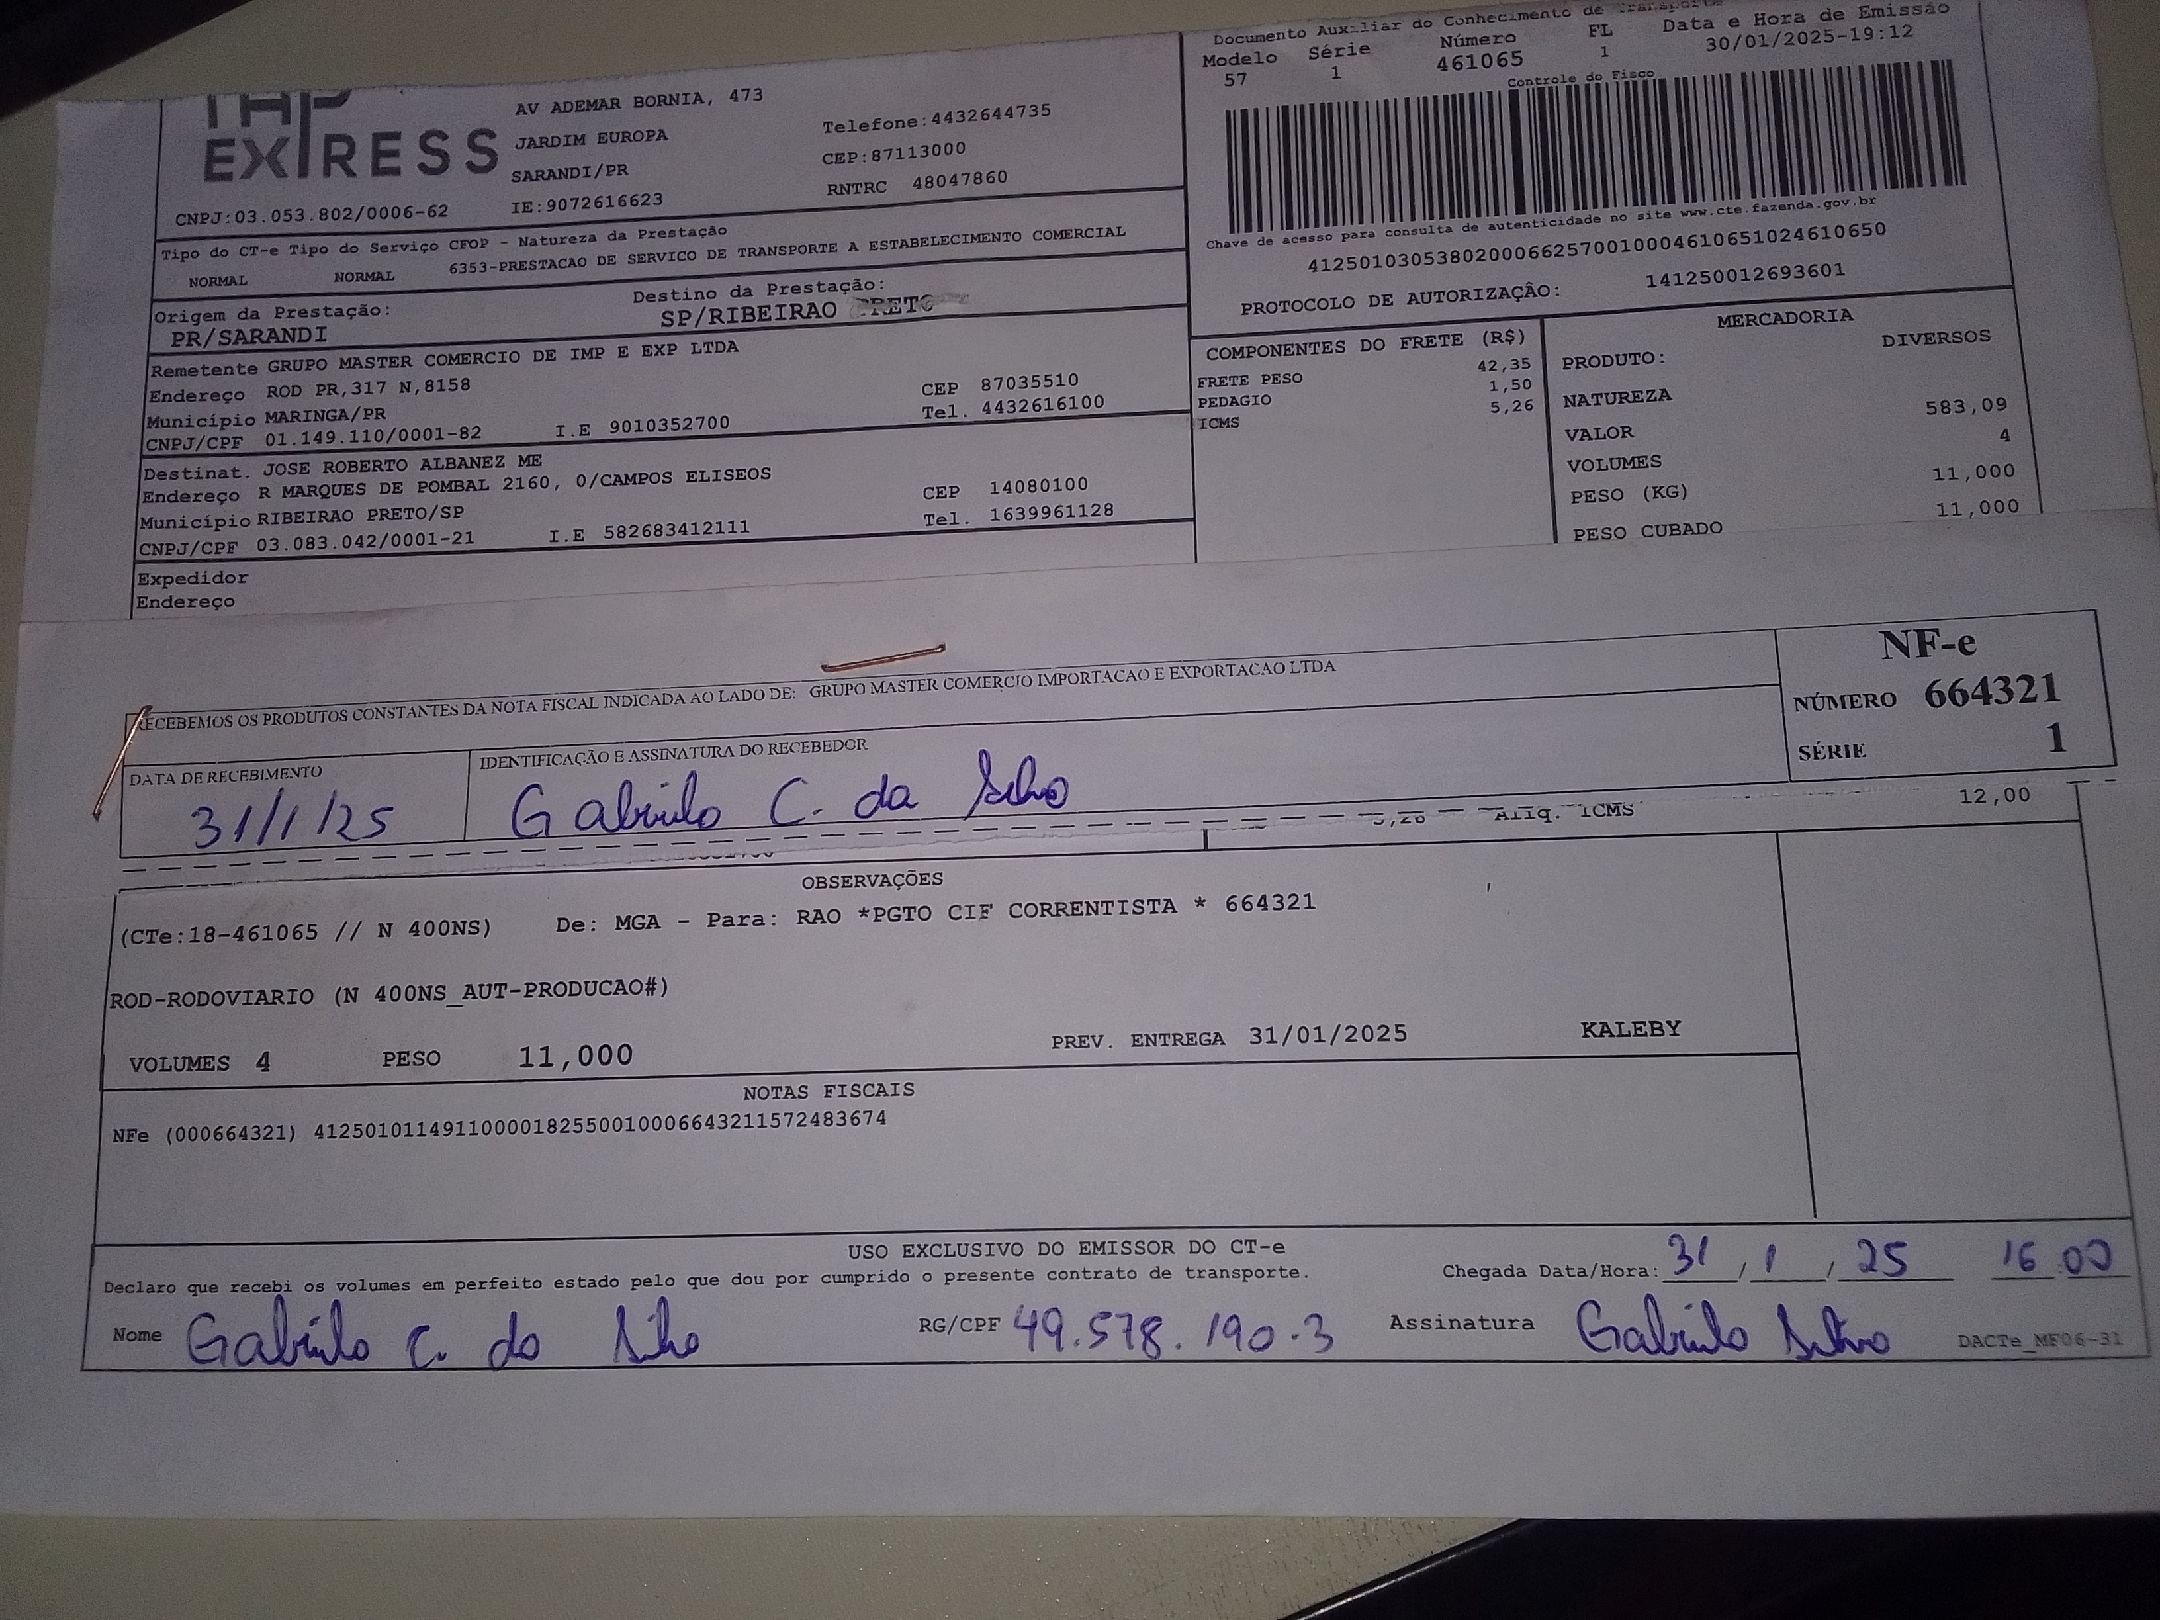 EXPRESS
AV ADEMAR BORNIA, 473
JARDIM EUROPA
SARANDI/PR
IE:9072616623
Telefone:4432644735
CEP:87113000
RNTRC 48047860
CNPJ:03.053.802/0006-62
Documento Auxiliar do Conhecimento de Transporte
Modelo Série Número FL Data e Hora de Emissão
57 1 461065 1 30/01/2025-19:12
Controle do Fisco
Chave de acesso para consulta de autenticidade no site www.cte.fazenda.gov.br
41250103053802000662570010004610651024610650
PROTOCOLO DE AUTORIZAÇÂO: 141250012693601
Tipo do CT-e Tipo do Serviço CFOP - Natureza da Prestação
NORMAL NORMAL 6353-PRESTACAO DE SERVICO DE TRANSPORTE A ESTABELECIMENTO COMERCIAL
Origem da Prestação: Destino da Prestação:
PR/SARANDI SP/RIBEIRAO PRETO
Remetente GRUPO MASTER COMERCIO DE IMP E EXP LTDA
Endereço ROD PR,317 N,8158 CEP 87035510
Município MARINGA/PR Tel. 4432616100
CNPJ/CPF 01.149.110/0001-82 I.E 9010352700
Destinat. JOSE ROBERTO ALBANEZ ME
Endereço R MARQUES DE POMBAL 2160, 0/CAMPOS ELISEOS CEP 14080100
Município RIBEIRAO PRETO/SP Tel. 1639961128
CNPJ/CPF 03.083.042/0001-21 I.E 582683412111
Expedidor
Endereço
COMPONENTES DO FRETE (R$)
FRETE PESO 42,35
PEDAGIO 1,50
ICMS 5,26
MERCADORIA
PRODUTO: DIVERSOS
NATUREZA
VALOR 583,09
VOLUMES 4
PESO (KG) 11,000
PESO CUBADO 11,000
RECEBEMOS OS PRODUTOS CONSTANTES DA NOTA FISCAL INDICADA AO LADO DE: GRUPO MASTER COMERCIO IMPORTACAO E EXPORTACAO LTDA
NF-e
NÚMERO 664321
SÉRIE 1
DATA DE RECEBIMENTO IDENTIFICAÇÃO E ASSINATURA DO RECEBEDOR
31/1/25 Gabrielo C. da Silva
5,26 Aliq. ICMS 12,00
OBSERVAÇÕES
(CTe:18-461065 // N 400NS) De: MGA - Para: RAO *PGTO CIF CORRENTISTA * 664321
ROD-RODOVIARIO (N 400NS_AUT-PRODUCAO#)
VOLUMES 4 PESO 11,000 PREV. ENTREGA 31/01/2025 KALEBY
NOTAS FISCAIS
NFe (000664321) 41250101149110000182550010006643211572483674
USO EXCLUSIVO DO EMISSOR DO CT-e
Declaro que recebi os volumes em perfeito estado pelo que dou por cumprido o presente contrato de transporte.
Chegada Data/Hora: 31/1/25 16 00
Nome Gabrielo C. da Silva RG/CPF 49.578.190-3 Assinatura Gabrielo Silva
DACTe_MF06-31